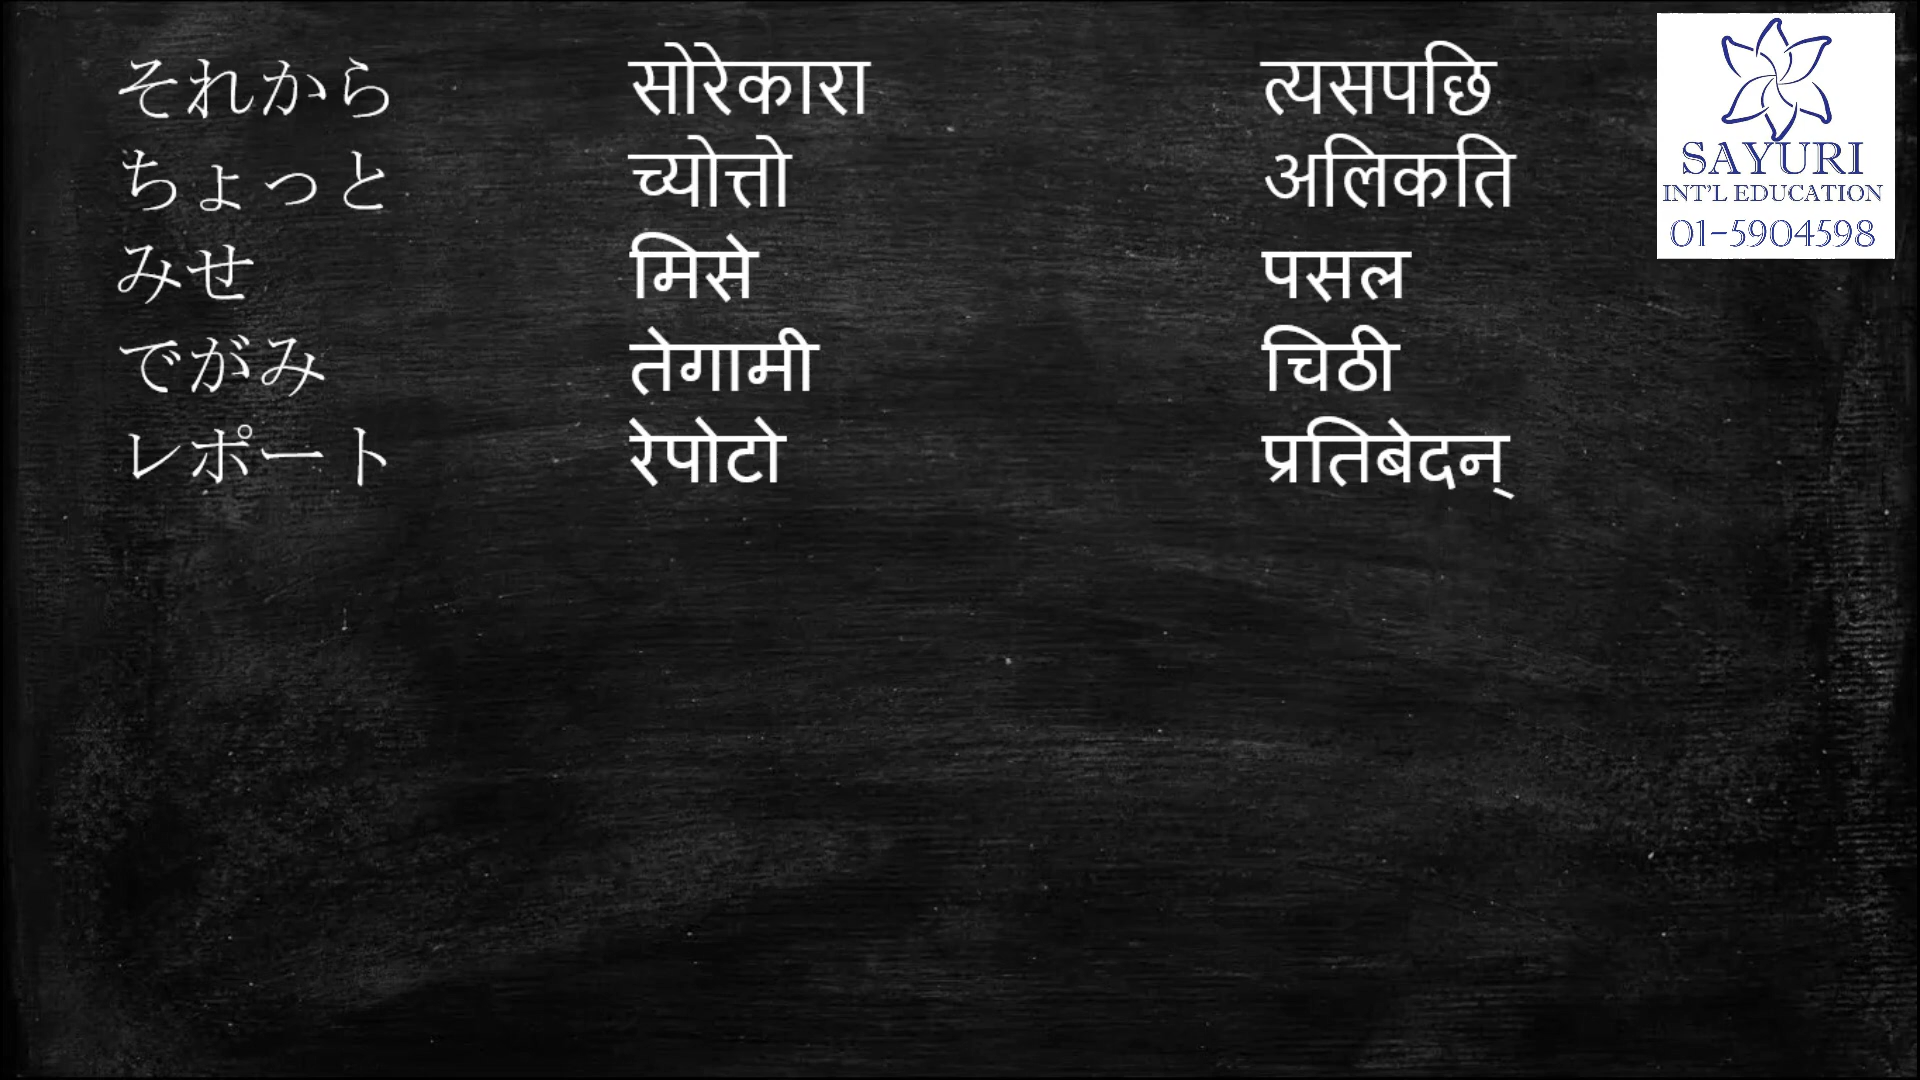 それから सोरेकारा त्यसपछि
ちょっと च्योत्तो अलिकति
みせ मिसे पसल
でがみ तेगामी चिठी
レポート रेपोटो प्रतिबेदन्
SAYURI
INT'L EDUCATION
01-5904598